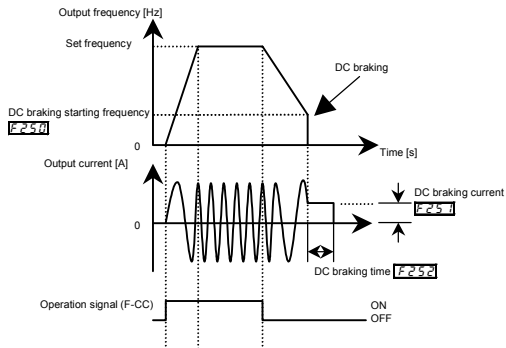 Output frequency [Hz]
Set frequency
DC braking
DC braking starting frequency
F250
0
Time [s]
Output current [A]
DC braking current
F251
0
DC braking time F252
Operation signal (F-CC)
ON
OFF